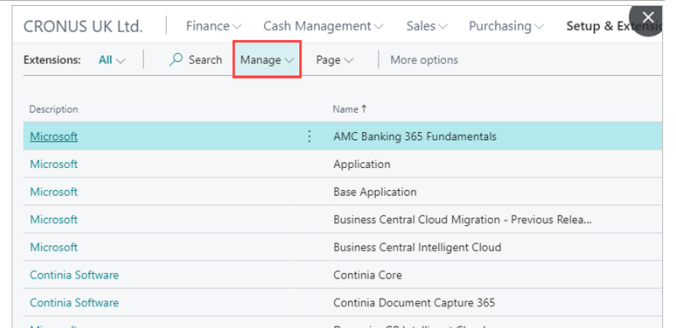 CRONUS UK Ltd. Finance Cash Management Sales Purchasing Setup &
Extensions: All Search Manage Page More options
Description Name ↑
Microsoft AMC Banking 365 Fundamentals
Microsoft Application
Microsoft Base Application
Microsoft Business Central Cloud Migration - Previous Relea...
Microsoft Business Central Intelligent Cloud
Continia Software Continia Core
Continia Software Continia Document Capture 365